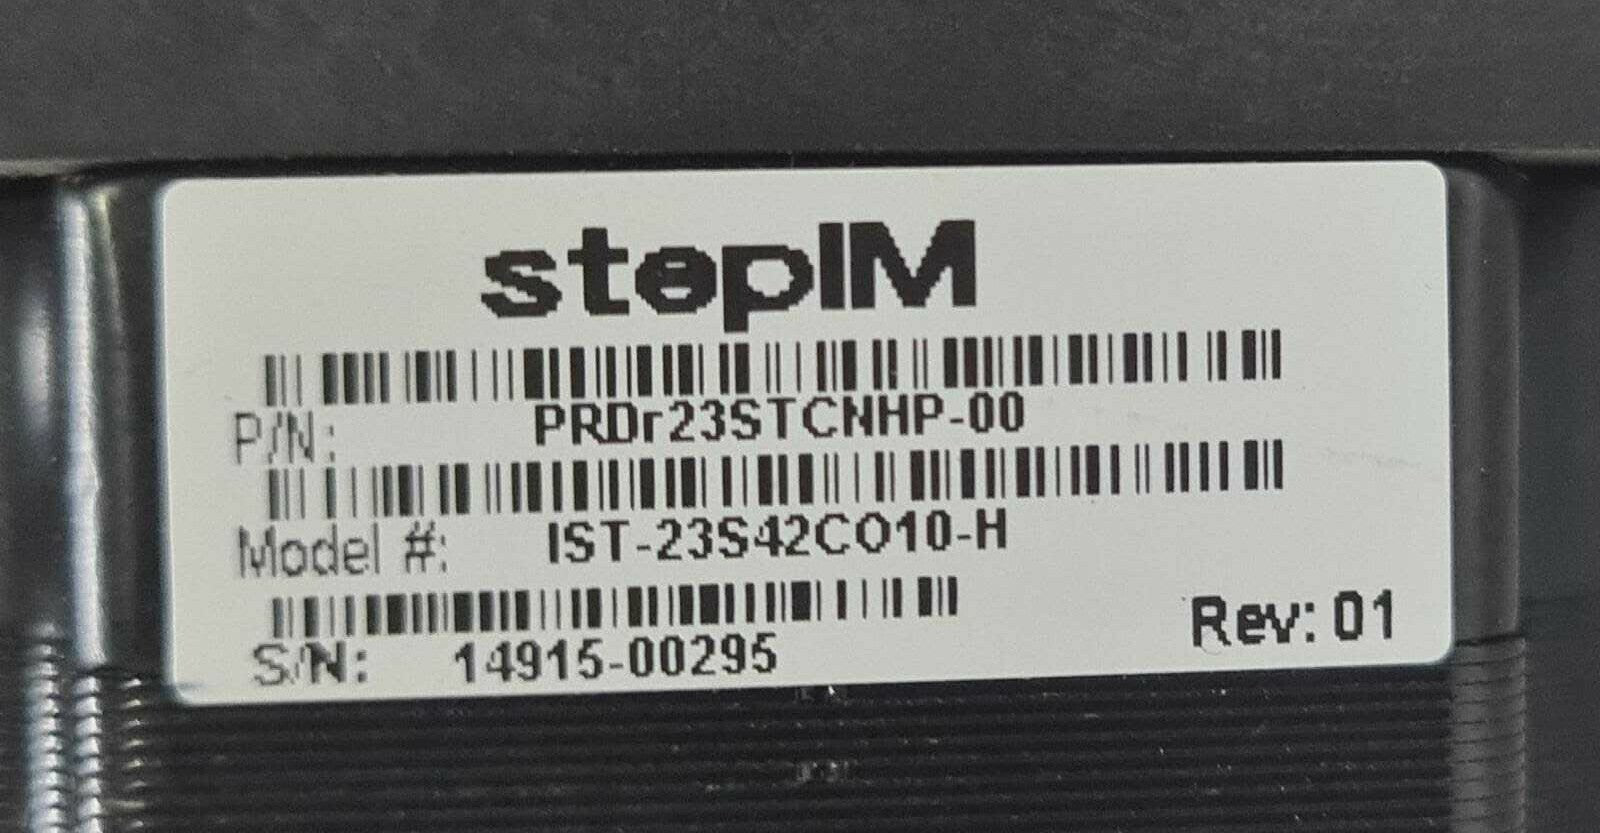 stepIM
P/N: PRDr23STCNHP-00
Model #: IST-23S42CO10-H
S/N: 14915-00295
Rev: 01